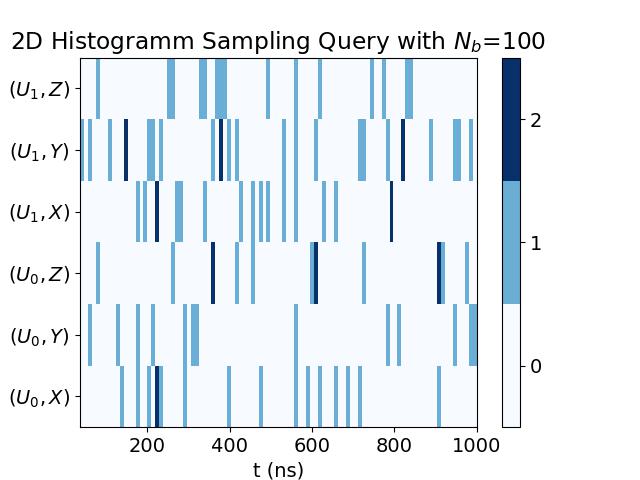 2D Histogramm Sampling Query with N_b=100
(U_1, Z)
(U_1, Y)
(U_1, X)
(U_0, Z)
(U_0, Y)
(U_0, X)
200 400 600 800 1000
t (ns)
2
1
0